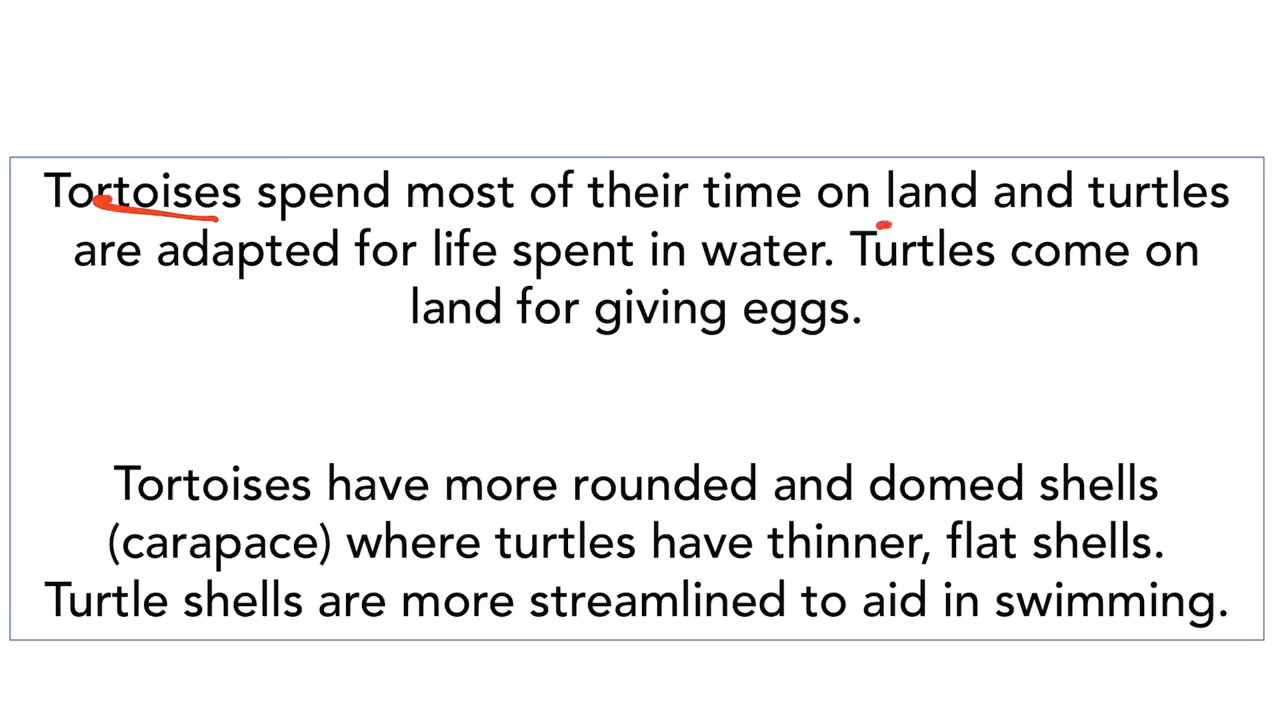 Tortoises spend most of their time on land and turtles
are adapted for life spent in water. Turtles come on
land for giving eggs.
Tortoises have more rounded and domed shells
(carapace) where turtles have thinner, flat shells.
Turtle shells are more streamlined to aid in swimming.